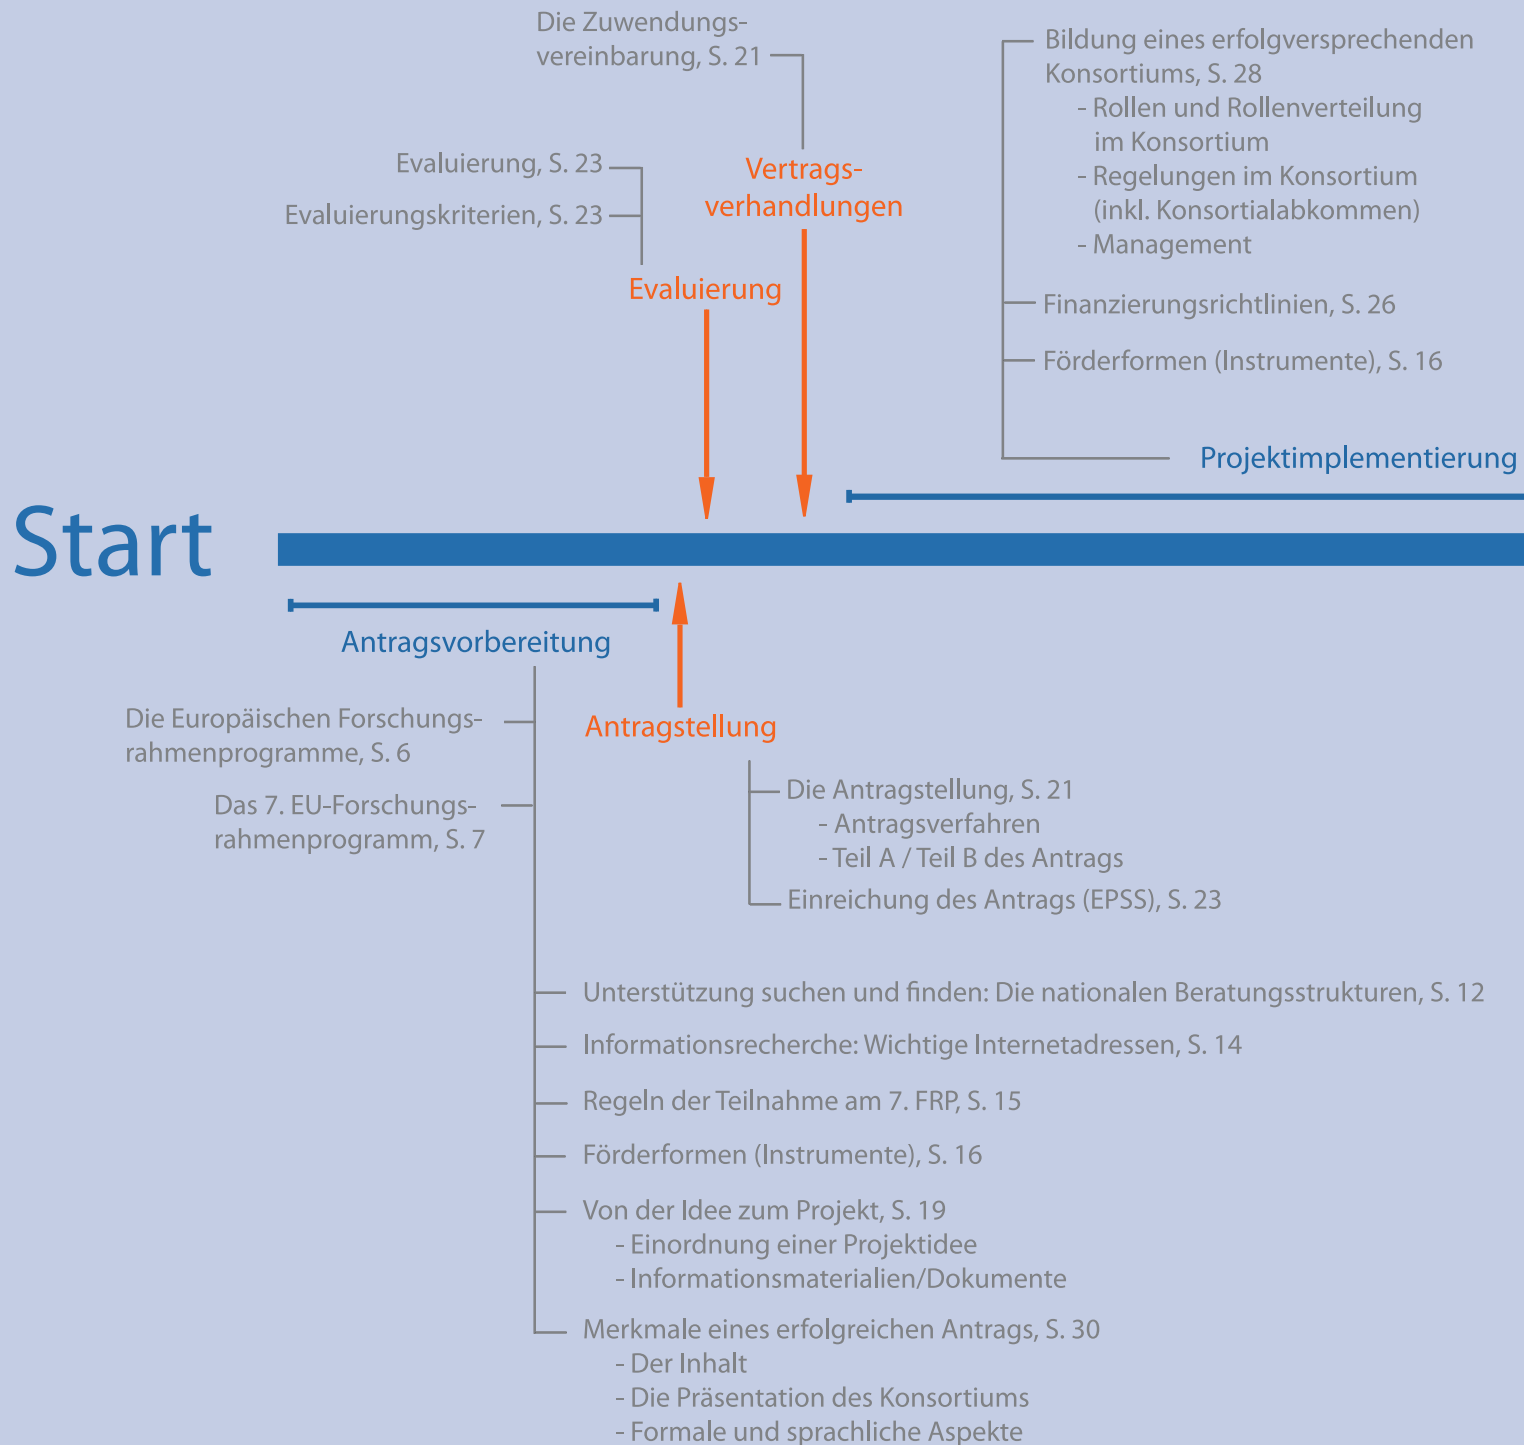 Die Zuwendungs-
vereinbarung, S. 21
Bildung eines erfolgversprechenden
Konsortiums, S. 28
- Rollen und Rollenverteilung
im Konsortium
- Regelungen im Konsortium
(inkl. Konsortialabkommen)
- Management
Evaluierung, S. 23
Evaluierungskriterien, S. 23
Vertrags-
verhandlungen
Evaluierung
Finanzierungsrichtlinien, S. 26
Förderformen (Instrumente), S. 16
Projektimplementierung
Start
Antragsvorbereitung
Die Europäischen Forschungs-
rahmenprogramme, S. 6
Das 7. EU-Forschungs-
rahmenprogramm, S. 7
Antragstellung
Die Antragstellung, S. 21
- Antragsverfahren
- Teil A / Teil B des Antrags
Einreichung des Antrags (EPSS), S. 23
Unterstützung suchen und finden: Die nationalen Beratungsstrukturen, S. 12
Informationsrecherche: Wichtige Internetadressen, S. 14
Regeln der Teilnahme am 7. FRP, S. 15
Förderformen (Instrumente), S. 16
Von der Idee zum Projekt, S. 19
- Einordnung einer Projektidee
- Informationsmaterialien/Dokumente
Merkmale eines erfolgreichen Antrags, S. 30
- Der Inhalt
- Die Präsentation des Konsortiums
- Formale und sprachliche Aspekte